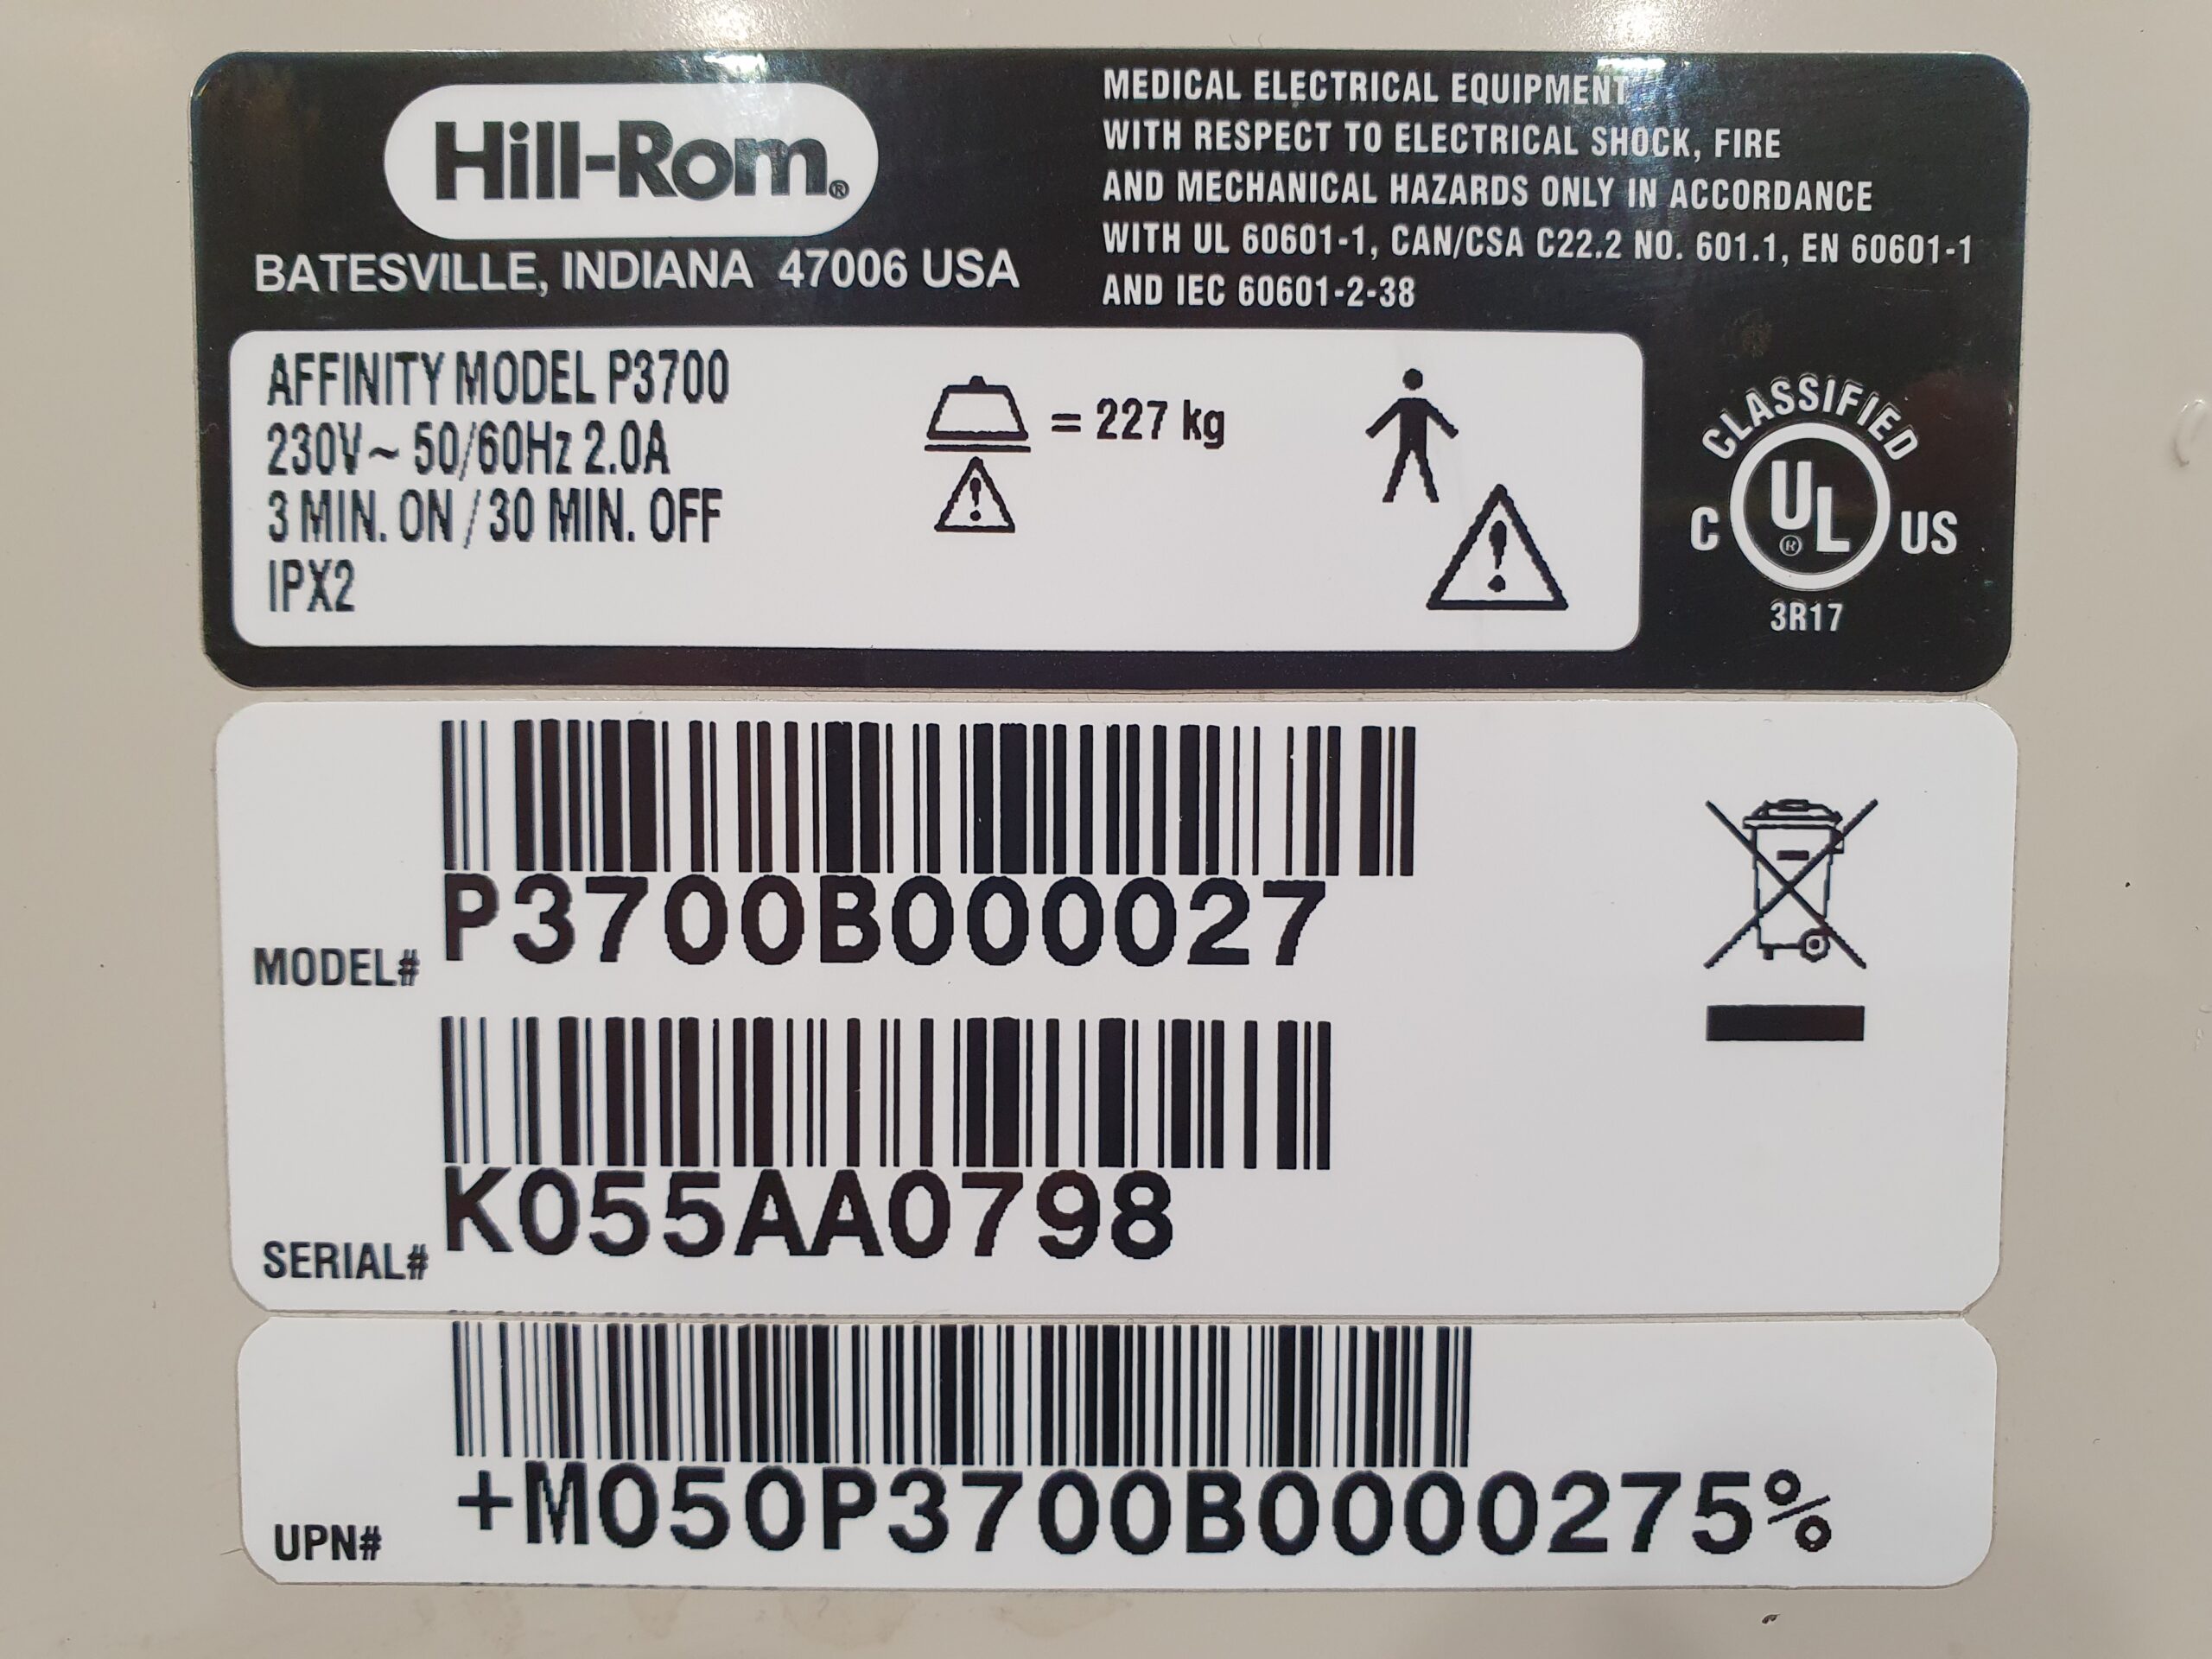 Hill-Rom®
BATESVILLE, INDIANA 47006 USA
MEDICAL ELECTRICAL EQUIPMENT
WITH RESPECT TO ELECTRICAL SHOCK, FIRE
AND MECHANICAL HAZARDS ONLY IN ACCORDANCE
WITH UL 60601-1, CAN/CSA C22.2 NO. 601.1, EN 60601-1
AND IEC 60601-2-38
AFFINITY MODEL P3700
230V~ 50/60Hz 2.0A
3 MIN. ON / 30 MIN. OFF
IPX2
= 227 kg
CLASSIFIED
C UL® US
3R17
MODEL# P3700B000027
SERIAL# K055AA0798
UPN# +M050P3700B0000275%